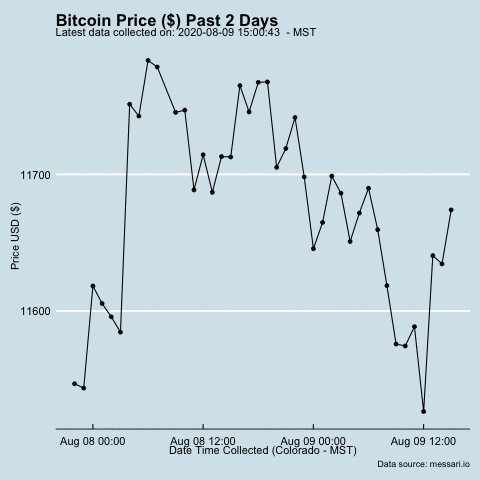 Bitcoin Price ($) Past 2 Days
Latest data collected on: 2020-08-09 15:00:43  - MST
Price USD ($)
11700
11600
Aug 08 00:00 Aug 08 12:00 Aug 09 00:00 Aug 09 12:00
Date Time Collected (Colorado - MST)
Data source: messari.io